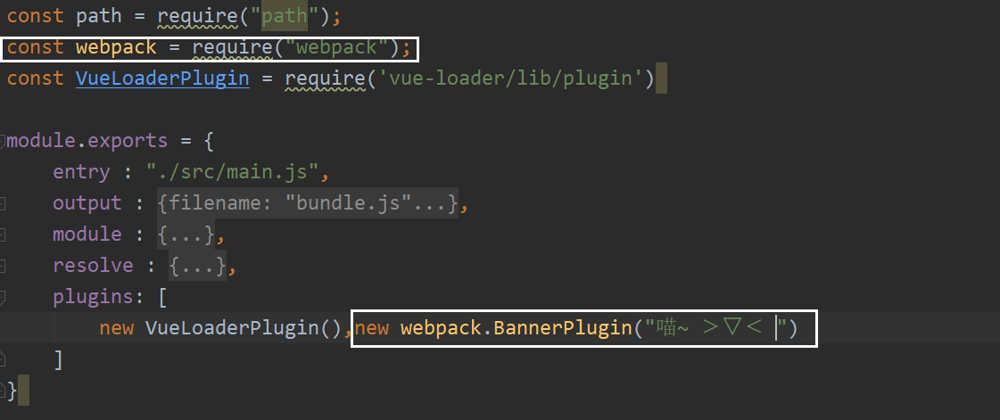 const path = require("path");
const webpack = require("webpack");
const VueLoaderPlugin = require('vue-loader/lib/plugin')
module.exports = {
    entry : "./src/main.js",
    output : {filename: "bundle.js"...},
    module : {...},
    resolve : {...},
    plugins: [
        new VueLoaderPlugin(),new webpack.BannerPlugin("喵~ ＞▽＜ ")
    ]
}